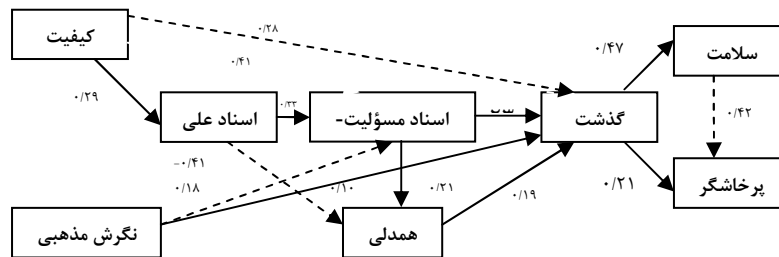 کیفیت
۰/۲۸
۰/۴۱
۰/۴۷
سلامت
۰/۲۹
اسناد علی
۰/۳۳
اسناد مسؤلیت-
گذشت
۰/۴۲
-۰/۴۱
۰/۱۸
۰/۱۰
۰/۲۱
۰/۱۹
۰/۲۱
پرخاشگر
نگرش مذهبی
همدلی